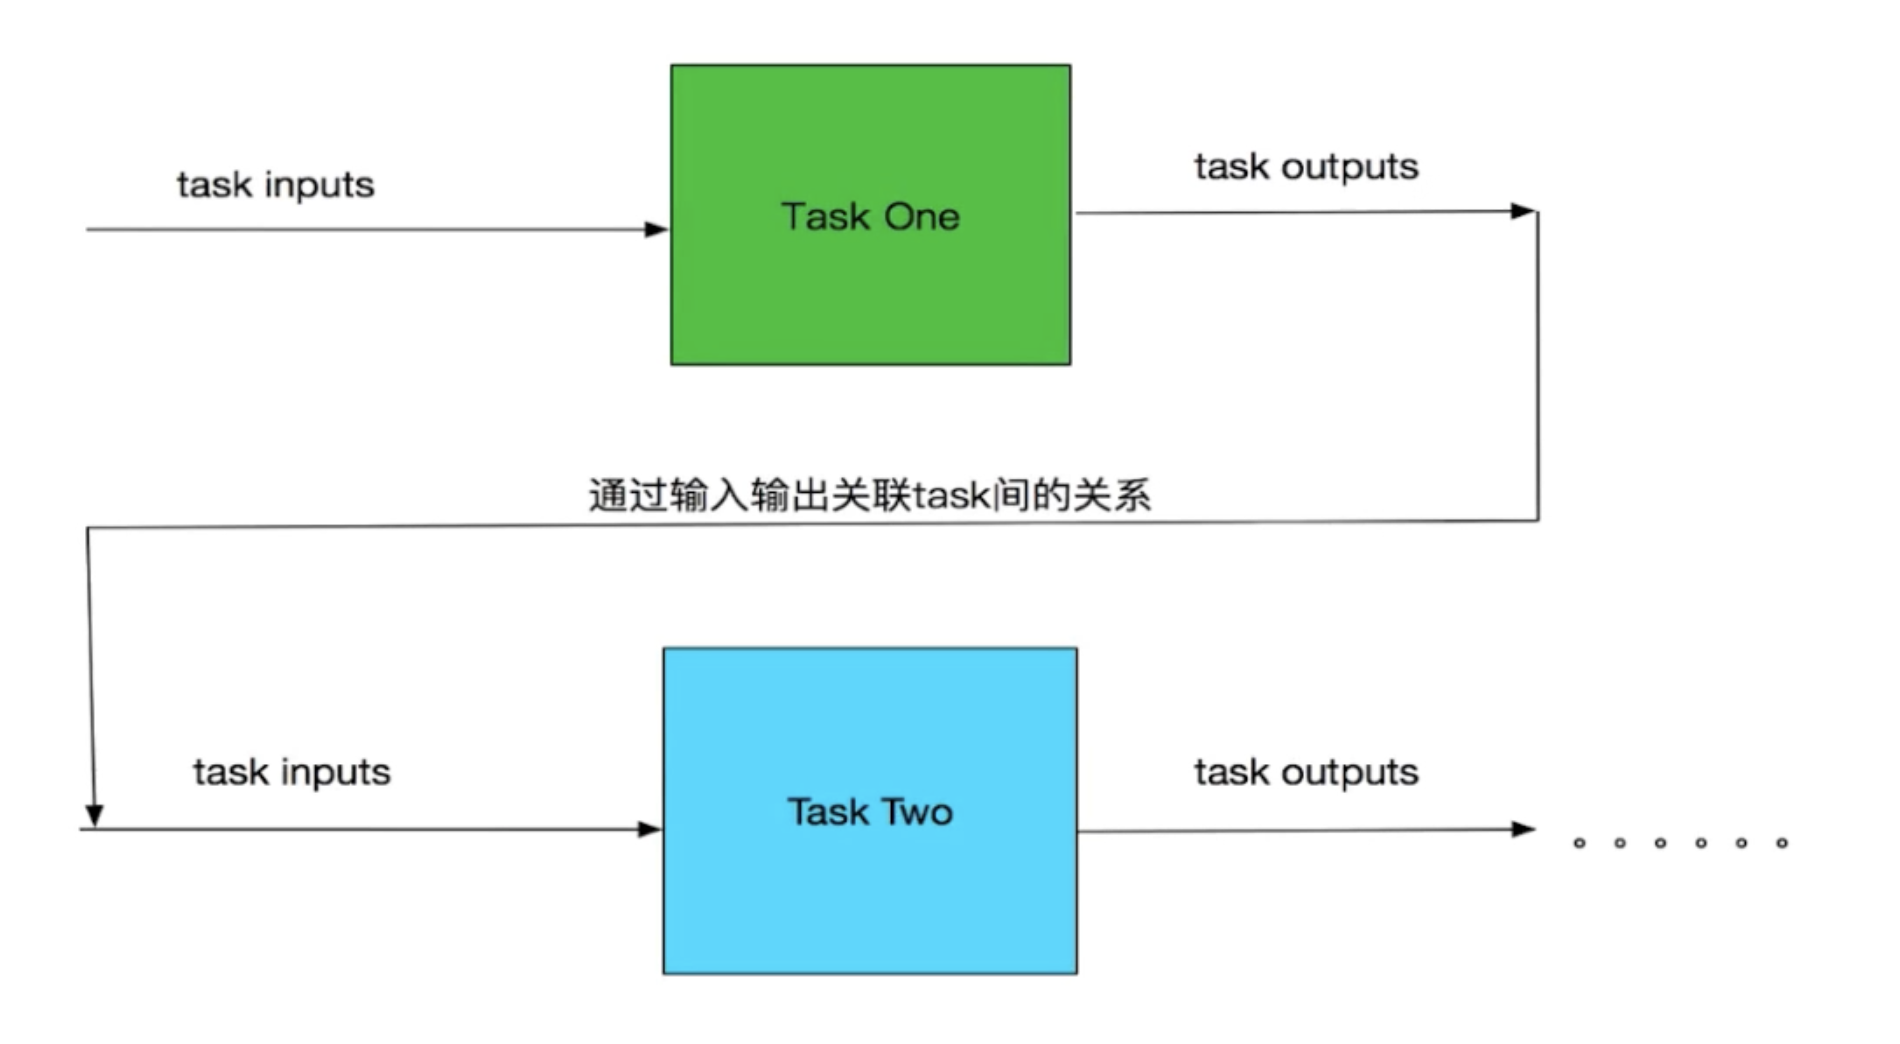 task inputs
Task One
task outputs
通过输入输出关联task间的关系
task inputs
Task Two
task outputs
。。。。。。